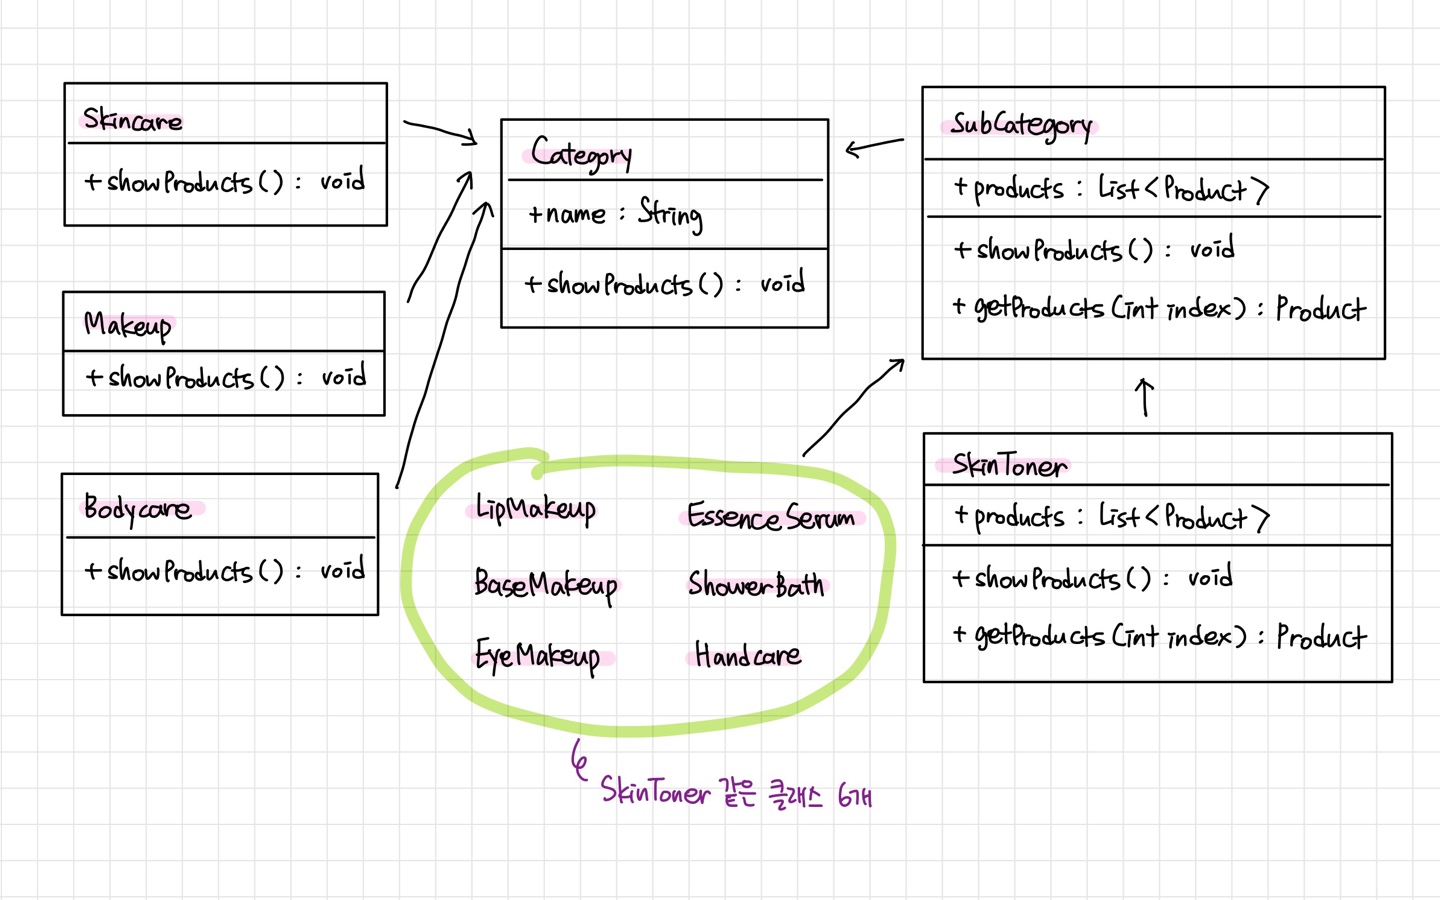 Skincare
+ showProducts() : void
Makeup
+ showProducts() : void
Bodycare
+ showProducts() : void
Category
+ name : String
+ showProducts() : void
SubCategory
+ products : List<Product>
+ showProducts() : void
+ getProducts(int index) : Product
SkinToner
+ products : List<Product>
+ showProducts() : void
+ getProducts(int index) : Product
LipMakeup
BaseMakeup
EyeMakeup
EssenceSerum
ShowerBath
Handcare
SkinToner 같은 클래스 6개